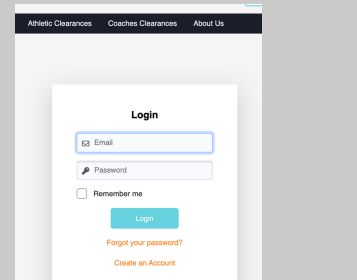 Athletic Clearances Coaches Clearances About Us
Login
Email
Password
Remember me
Login
Forgot your password?
Create an Account